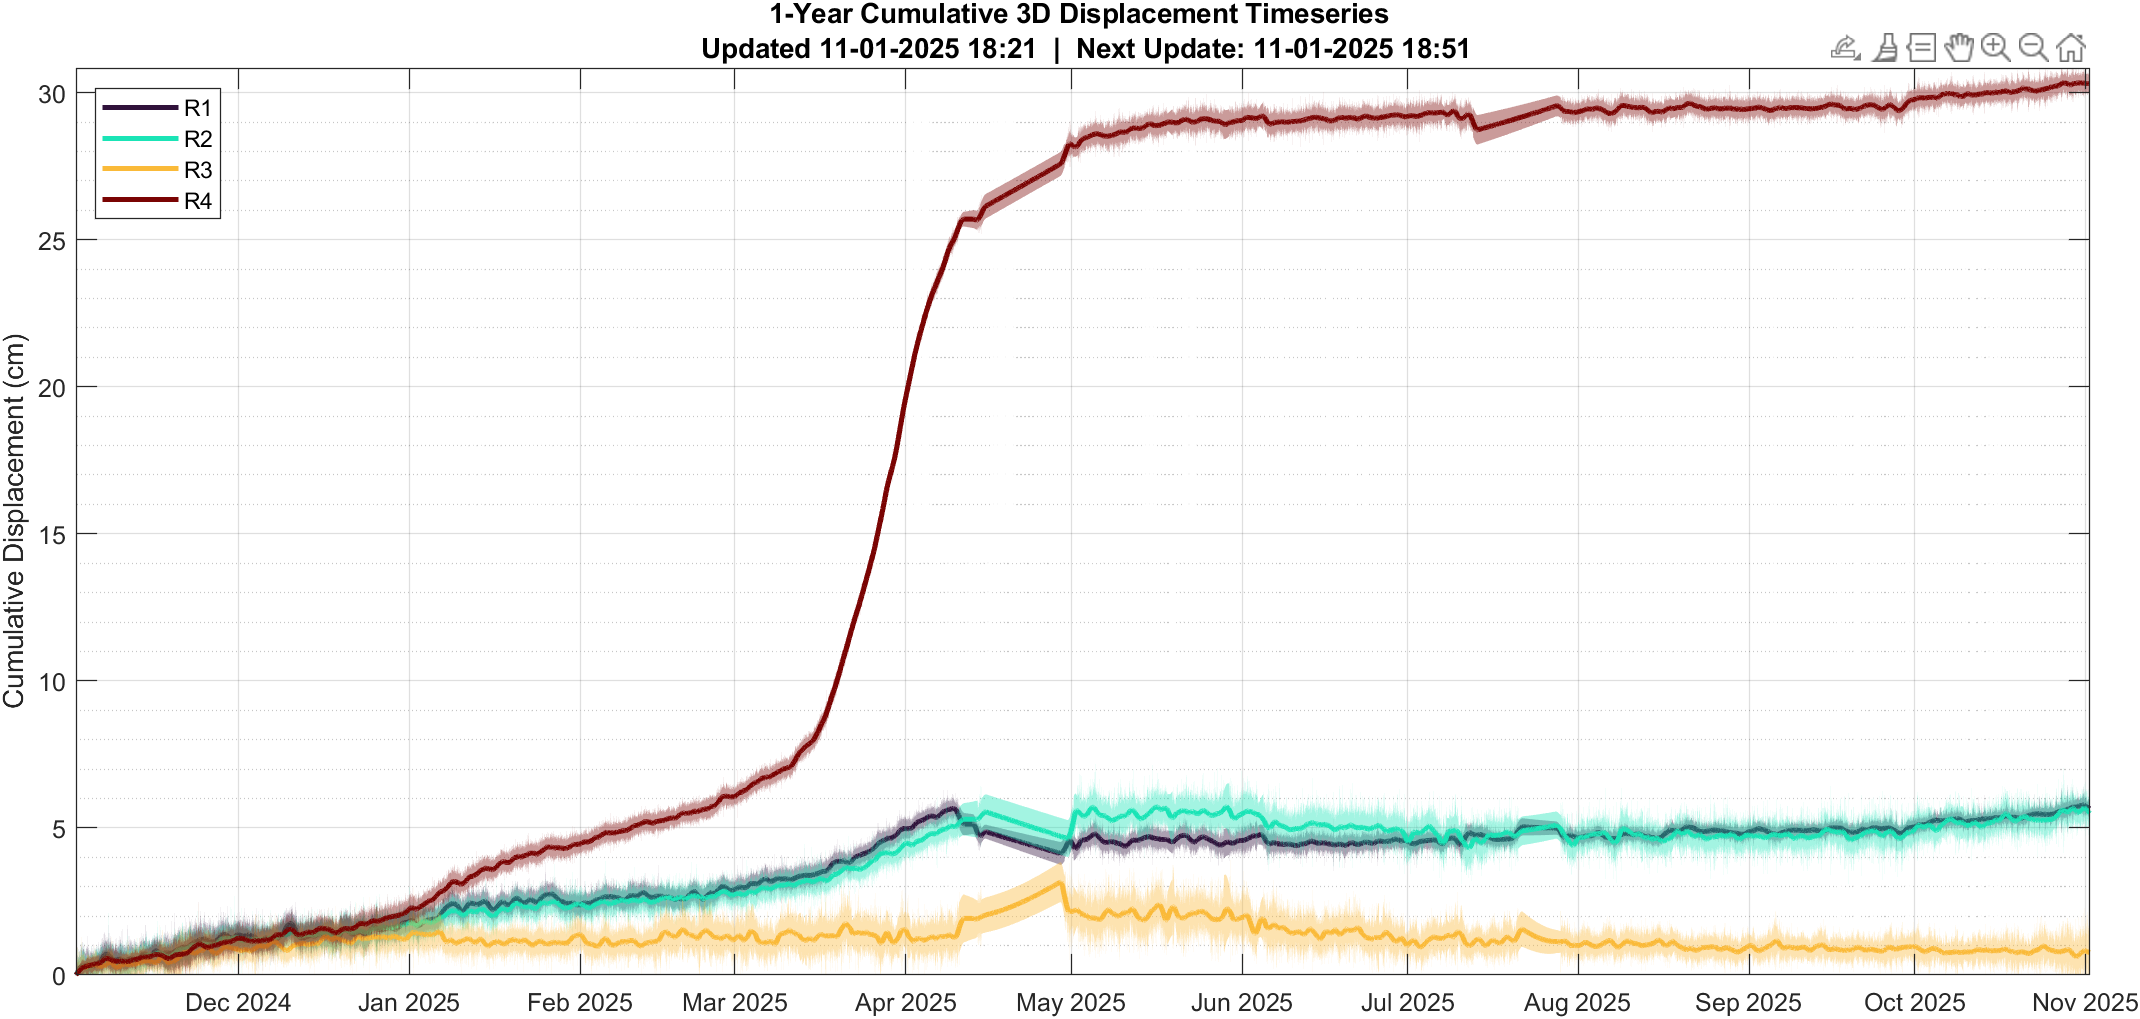 1-Year Cumulative 3D Displacement Timeseries
Updated 11-01-2025 18:21  |  Next Update: 11-01-2025 18:51
R1
R2
R3
R4
Cumulative Displacement (cm)
30
25
20
15
10
5
0
Dec 2024 Jan 2025 Feb 2025 Mar 2025 Apr 2025 May 2025 Jun 2025 Jul 2025 Aug 2025 Sep 2025 Oct 2025 Nov 2025